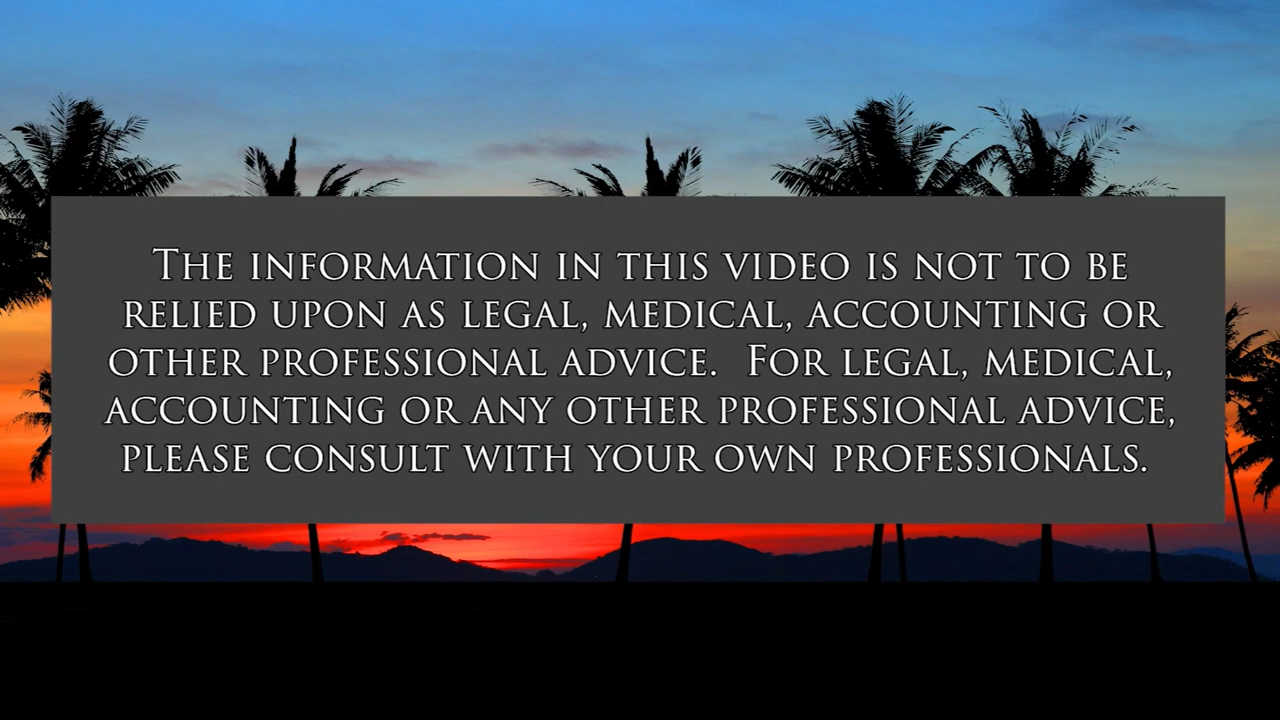 The information in this video is not to be
relied upon as legal, medical, accounting or
other professional advice.  For legal, medical,
accounting or any other professional advice,
please consult with your own professionals.